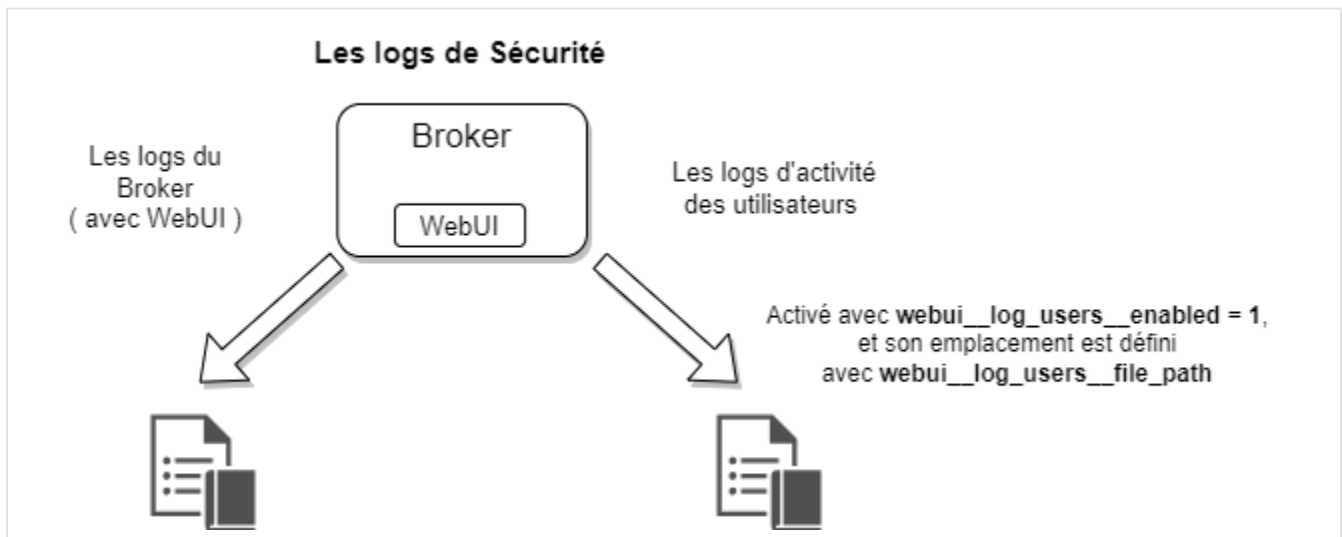 Les logs de Sécurité
Broker
WebUI
Les logs du
Broker
( avec WebUI )
Les logs d'activité
des utilisateurs
Activé avec webui__log_users__enabled = 1,
et son emplacement est défini
avec webui__log_users__file_path